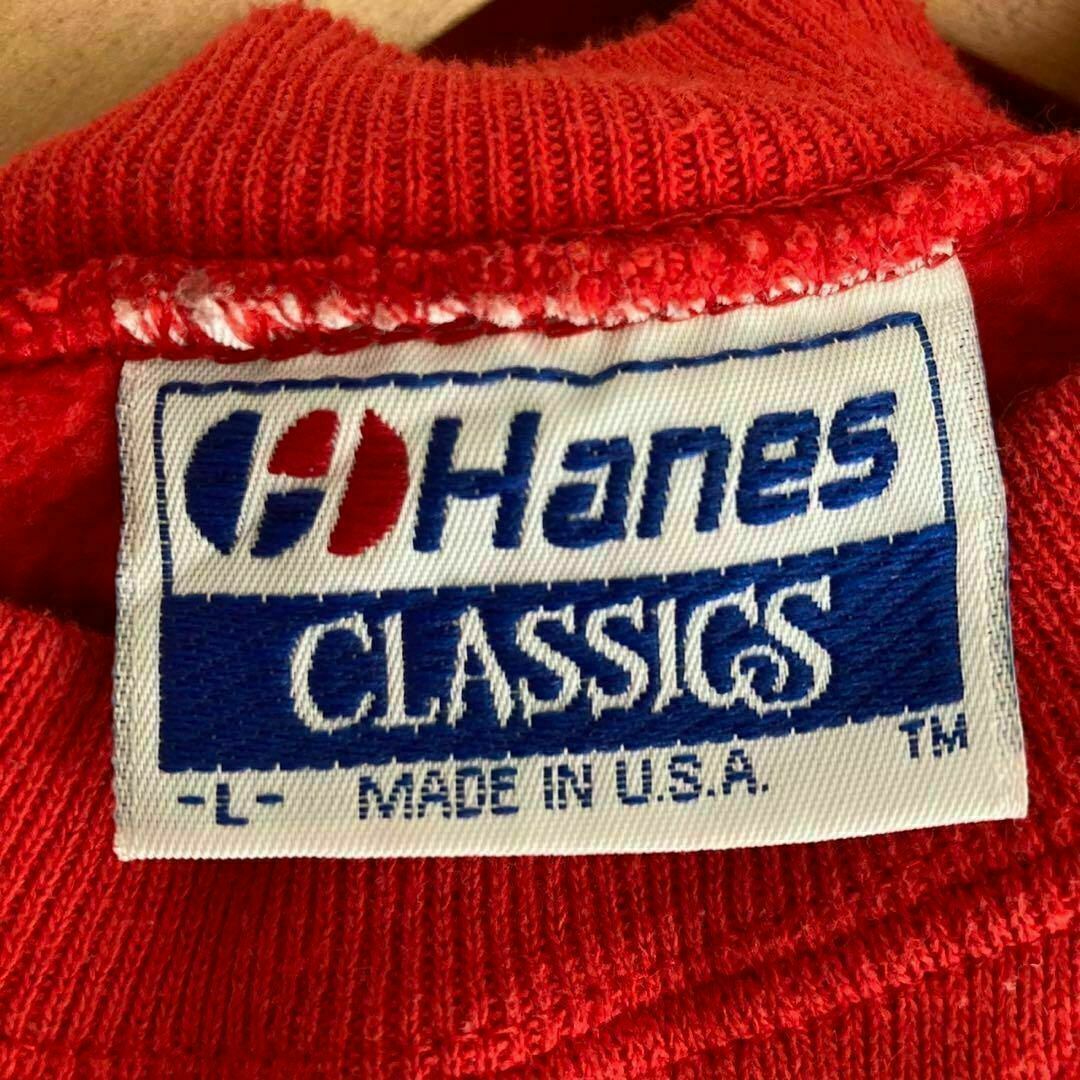 Hanes
CLASSICS
TM
-L- MADE IN U.S.A.